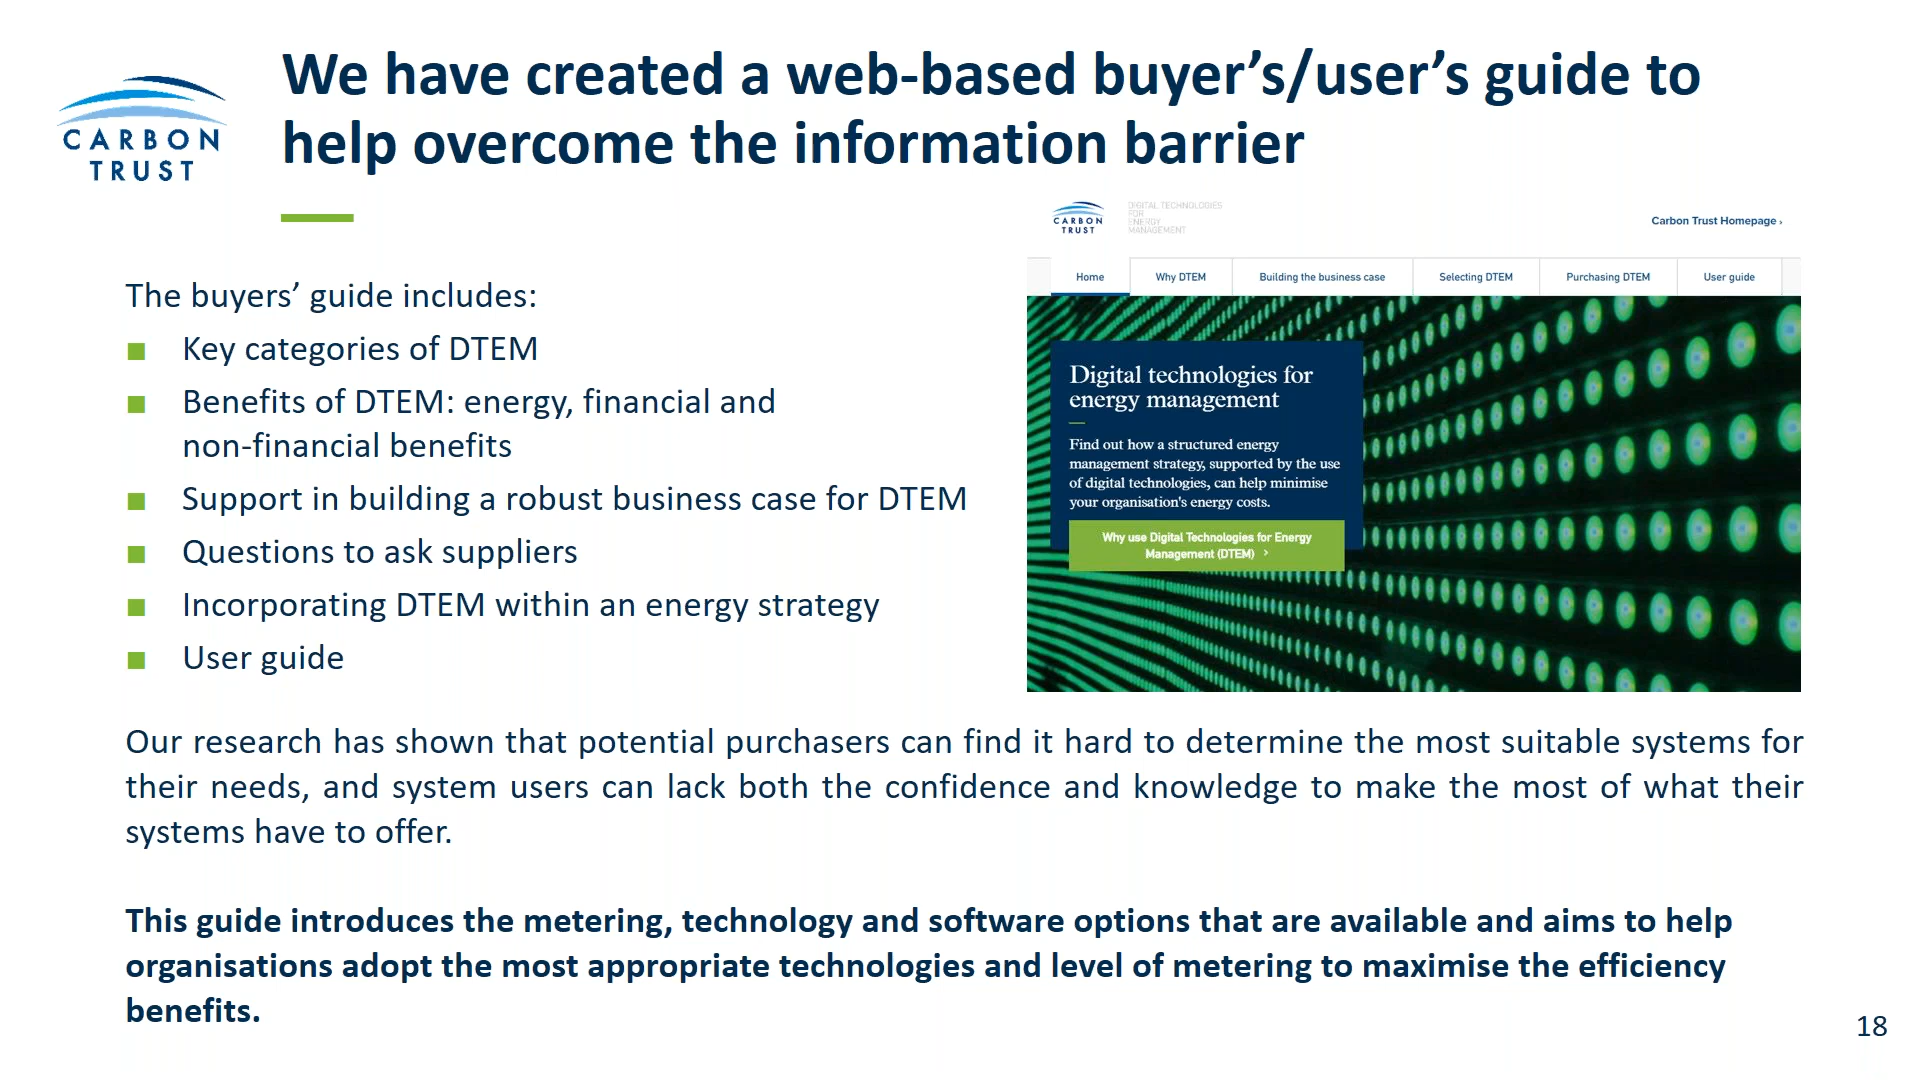 We have created a web-based buyer’s/user’s guide to
help overcome the information barrier
CARBON
TRUST
The buyers’ guide includes:
■ Key categories of DTEM
■ Benefits of DTEM: energy, financial and
non-financial benefits
■ Support in building a robust business case for DTEM
■ Questions to ask suppliers
■ Incorporating DTEM within an energy strategy
■ User guide
CARBON
TRUST
DIGITAL TECHNOLOGIES
FOR
ENERGY
MANAGEMENT
Carbon Trust Homepage ›
Home Why DTEM Building the business case Selecting DTEM Purchasing DTEM User guide
Digital technologies for
energy management
Find out how a structured energy
management strategy, supported by the use
of digital technologies, can help minimise
your organisation's energy costs.
Why use Digital Technologies for Energy
Management (DTEM) ›
Our research has shown that potential purchasers can find it hard to determine the most suitable systems for
their needs, and system users can lack both the confidence and knowledge to make the most of what their
systems have to offer.
This guide introduces the metering, technology and software options that are available and aims to help
organisations adopt the most appropriate technologies and level of metering to maximise the efficiency
benefits.
18